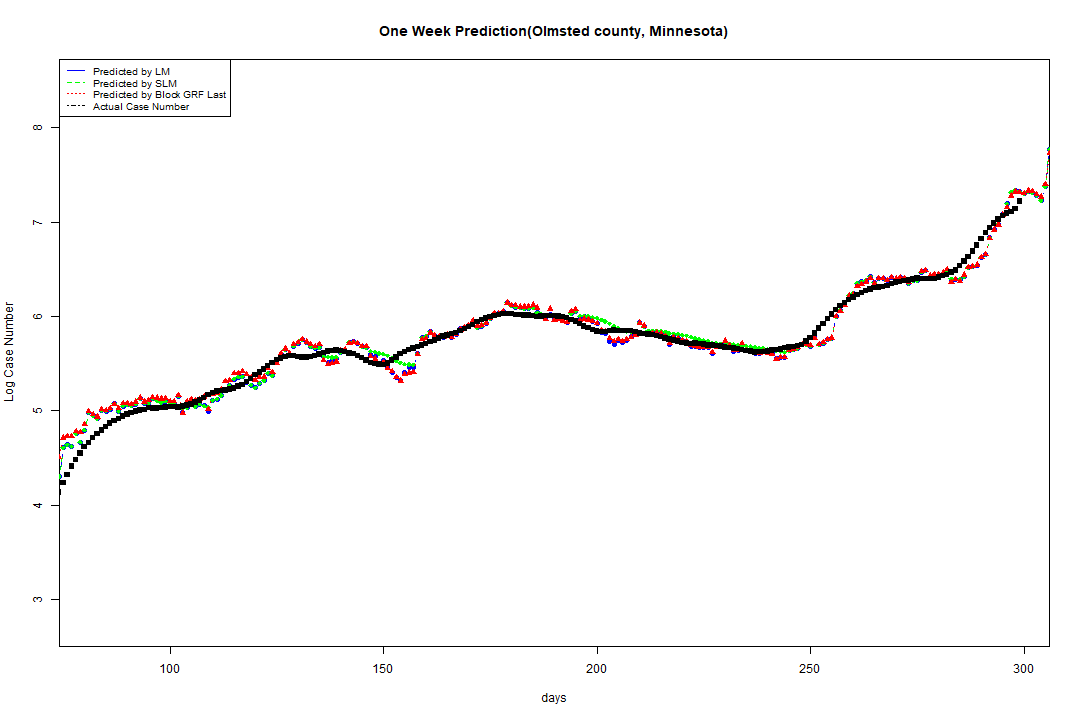 One Week Prediction(Olmsted county, Minnesota)
Predicted by LM
Predicted by SLM
Predicted by Block GRF Last
Actual Case Number
8
7
6
5
4
3
Log Case Number
100 150 200 250 300
days